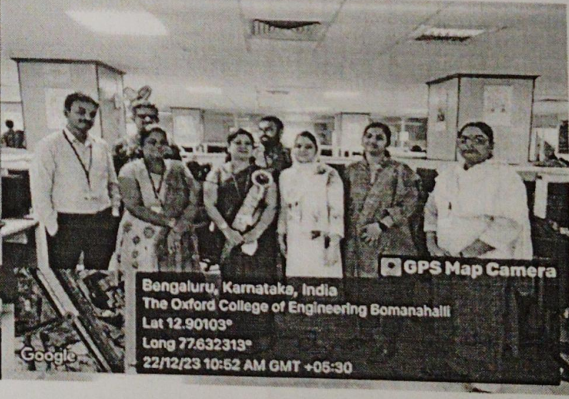 GPS Map Camera
Bengaluru, Karnataka, India
The Oxford College of Engineering Bomanahalli
Lat 12.90103°
Long 77.632313°
22/12/23 10:52 AM GMT +05:30
Google